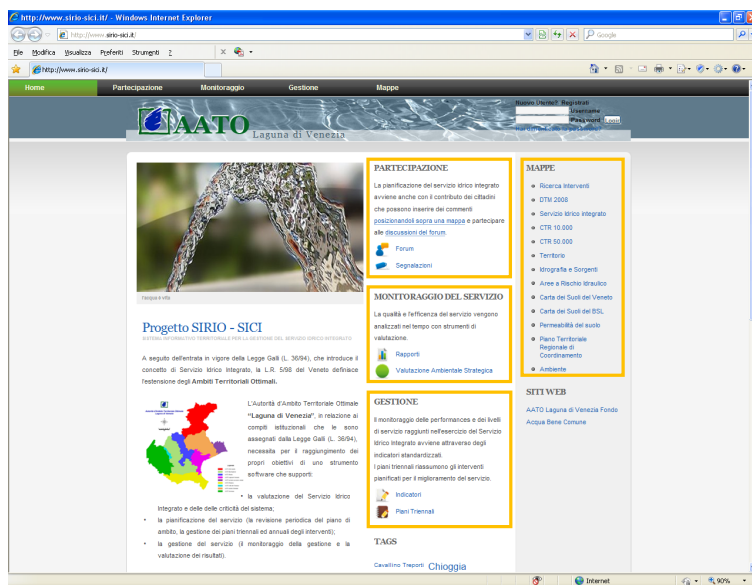 http://www.sirio-sici.it/ - Windows Internet Explorer
http://www.sirio-sici.it/
Google
File Modifica Visualizza Preferiti Strumenti ?
http://www.sirio-sici.it/
Home Partecipazione Monitoraggio Gestione Mappe
Nuovo Utente? Registrati
Username
Password Login
AATO
Laguna di Venezia
l'acqua è vita
Progetto SIRIO - SICI
SISTEMA INFORMATIVO TERRITORIALE PER LA GESTIONE DEL SERVIZIO IDRICO INTEGRATO
A seguito dell'entrata in vigore della Legge Galli (L. 36/94), che introduce il
concetto di Servizio Idrico Integrato, la L.R. 5/98 del Veneto definisce
l'estensione degli Ambiti Territoriali Ottimali.
L'Autorità d'Ambito Territoriale Ottimale
"Laguna di Venezia", in relazione ai
compiti istituzionali che le sono
assegnati dalla Legge Galli (L. 36/94),
necessita per il raggiungimento dei
propri obiettivi di uno strumento
software che supporti:
• la valutazione del Servizio Idrico
Integrato e delle delle criticità del sistema;
• la pianificazione del servizio (la revisione periodica del piano di
ambito, la gestione dei piani triennali ed annuali degli interventi);
• la gestione del servizio (il monitoraggio della gestione e la
valutazione dei risultati).
PARTECIPAZIONE
La pianificazione del servizio idrico integrato
avviene anche con il contributo dei cittadini
che possono inserire dei commenti
posizionandoli sopra una mappa e partecipare
alle discussioni del forum.
Forum
Segnalazioni
MONITORAGGIO DEL SERVIZIO
La qualità e l'efficenza del servizio vengono
analizzati nel tempo con strumenti di
valutazione.
Rapporti
Valutazione Ambientale Strategica
GESTIONE
Il monitoraggio delle performances e dei livelli
di servizio raggiunti nell'esercizio del Servizio
Idrico Integrato avviene attraverso degli
indicatori standardizzati.
I piani triennali riassumono gli interventi
pianificati per il miglioramento del servizio.
Indicatori
Piani Triennali
TAGS
Cavallino Treporti Chioggia
MAPPE
Ricerca Interventi
DTM 2008
Servizio Idrico integrato
CTR 10.000
CTR 50.000
Territorio
Idrografia e Sorgenti
Aree a Rischio Idraulico
Carta dei Suoli del Veneto
Carta dei Suoli del BSL
Permeabilità del suolo
Piano Territoriale
Regionale di
Coordinamento
Ambiente
SITI WEB
AATO Laguna di Venezia Fondo
Acqua Bene Comune
Internet
90%